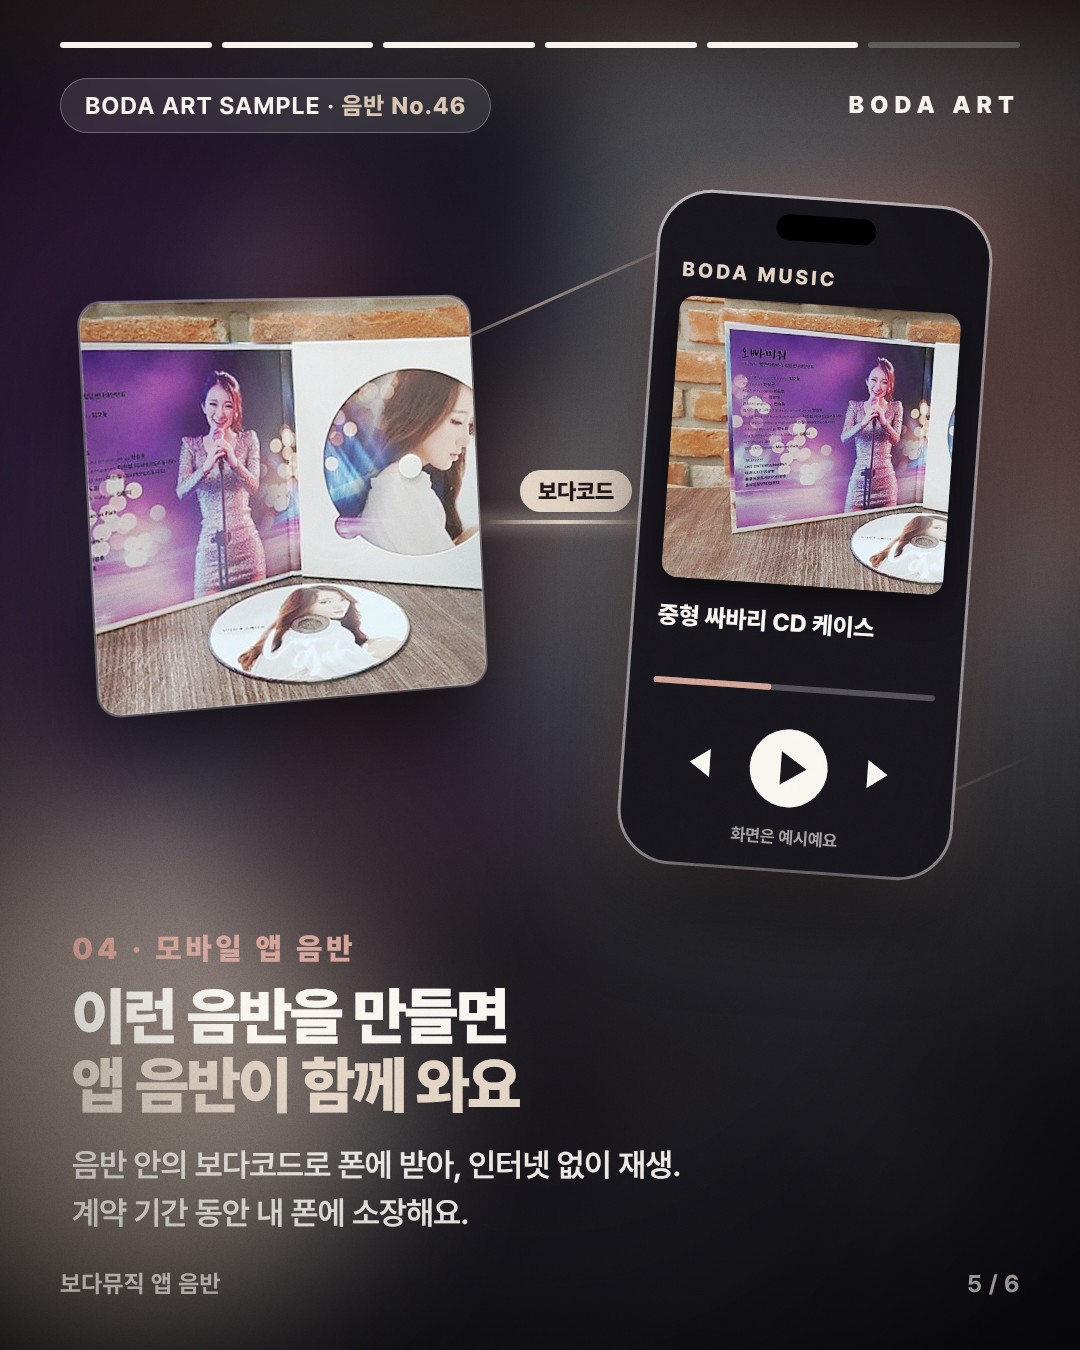 BODA ART SAMPLE · 음반 No.46
BODA ART
BODA MUSIC
오빠 미워
보다코드
중형 싸바리 CD 케이스
화면은 예시예요
04 · 모바일 앱 음반
이런 음반을 만들면
앱 음반이 함께 와요
음반 안의 보다코드로 폰에 받아, 인터넷 없이 재생.
계약 기간 동안 내 폰에 소장해요.
보다뮤직 앱 음반
5 / 6